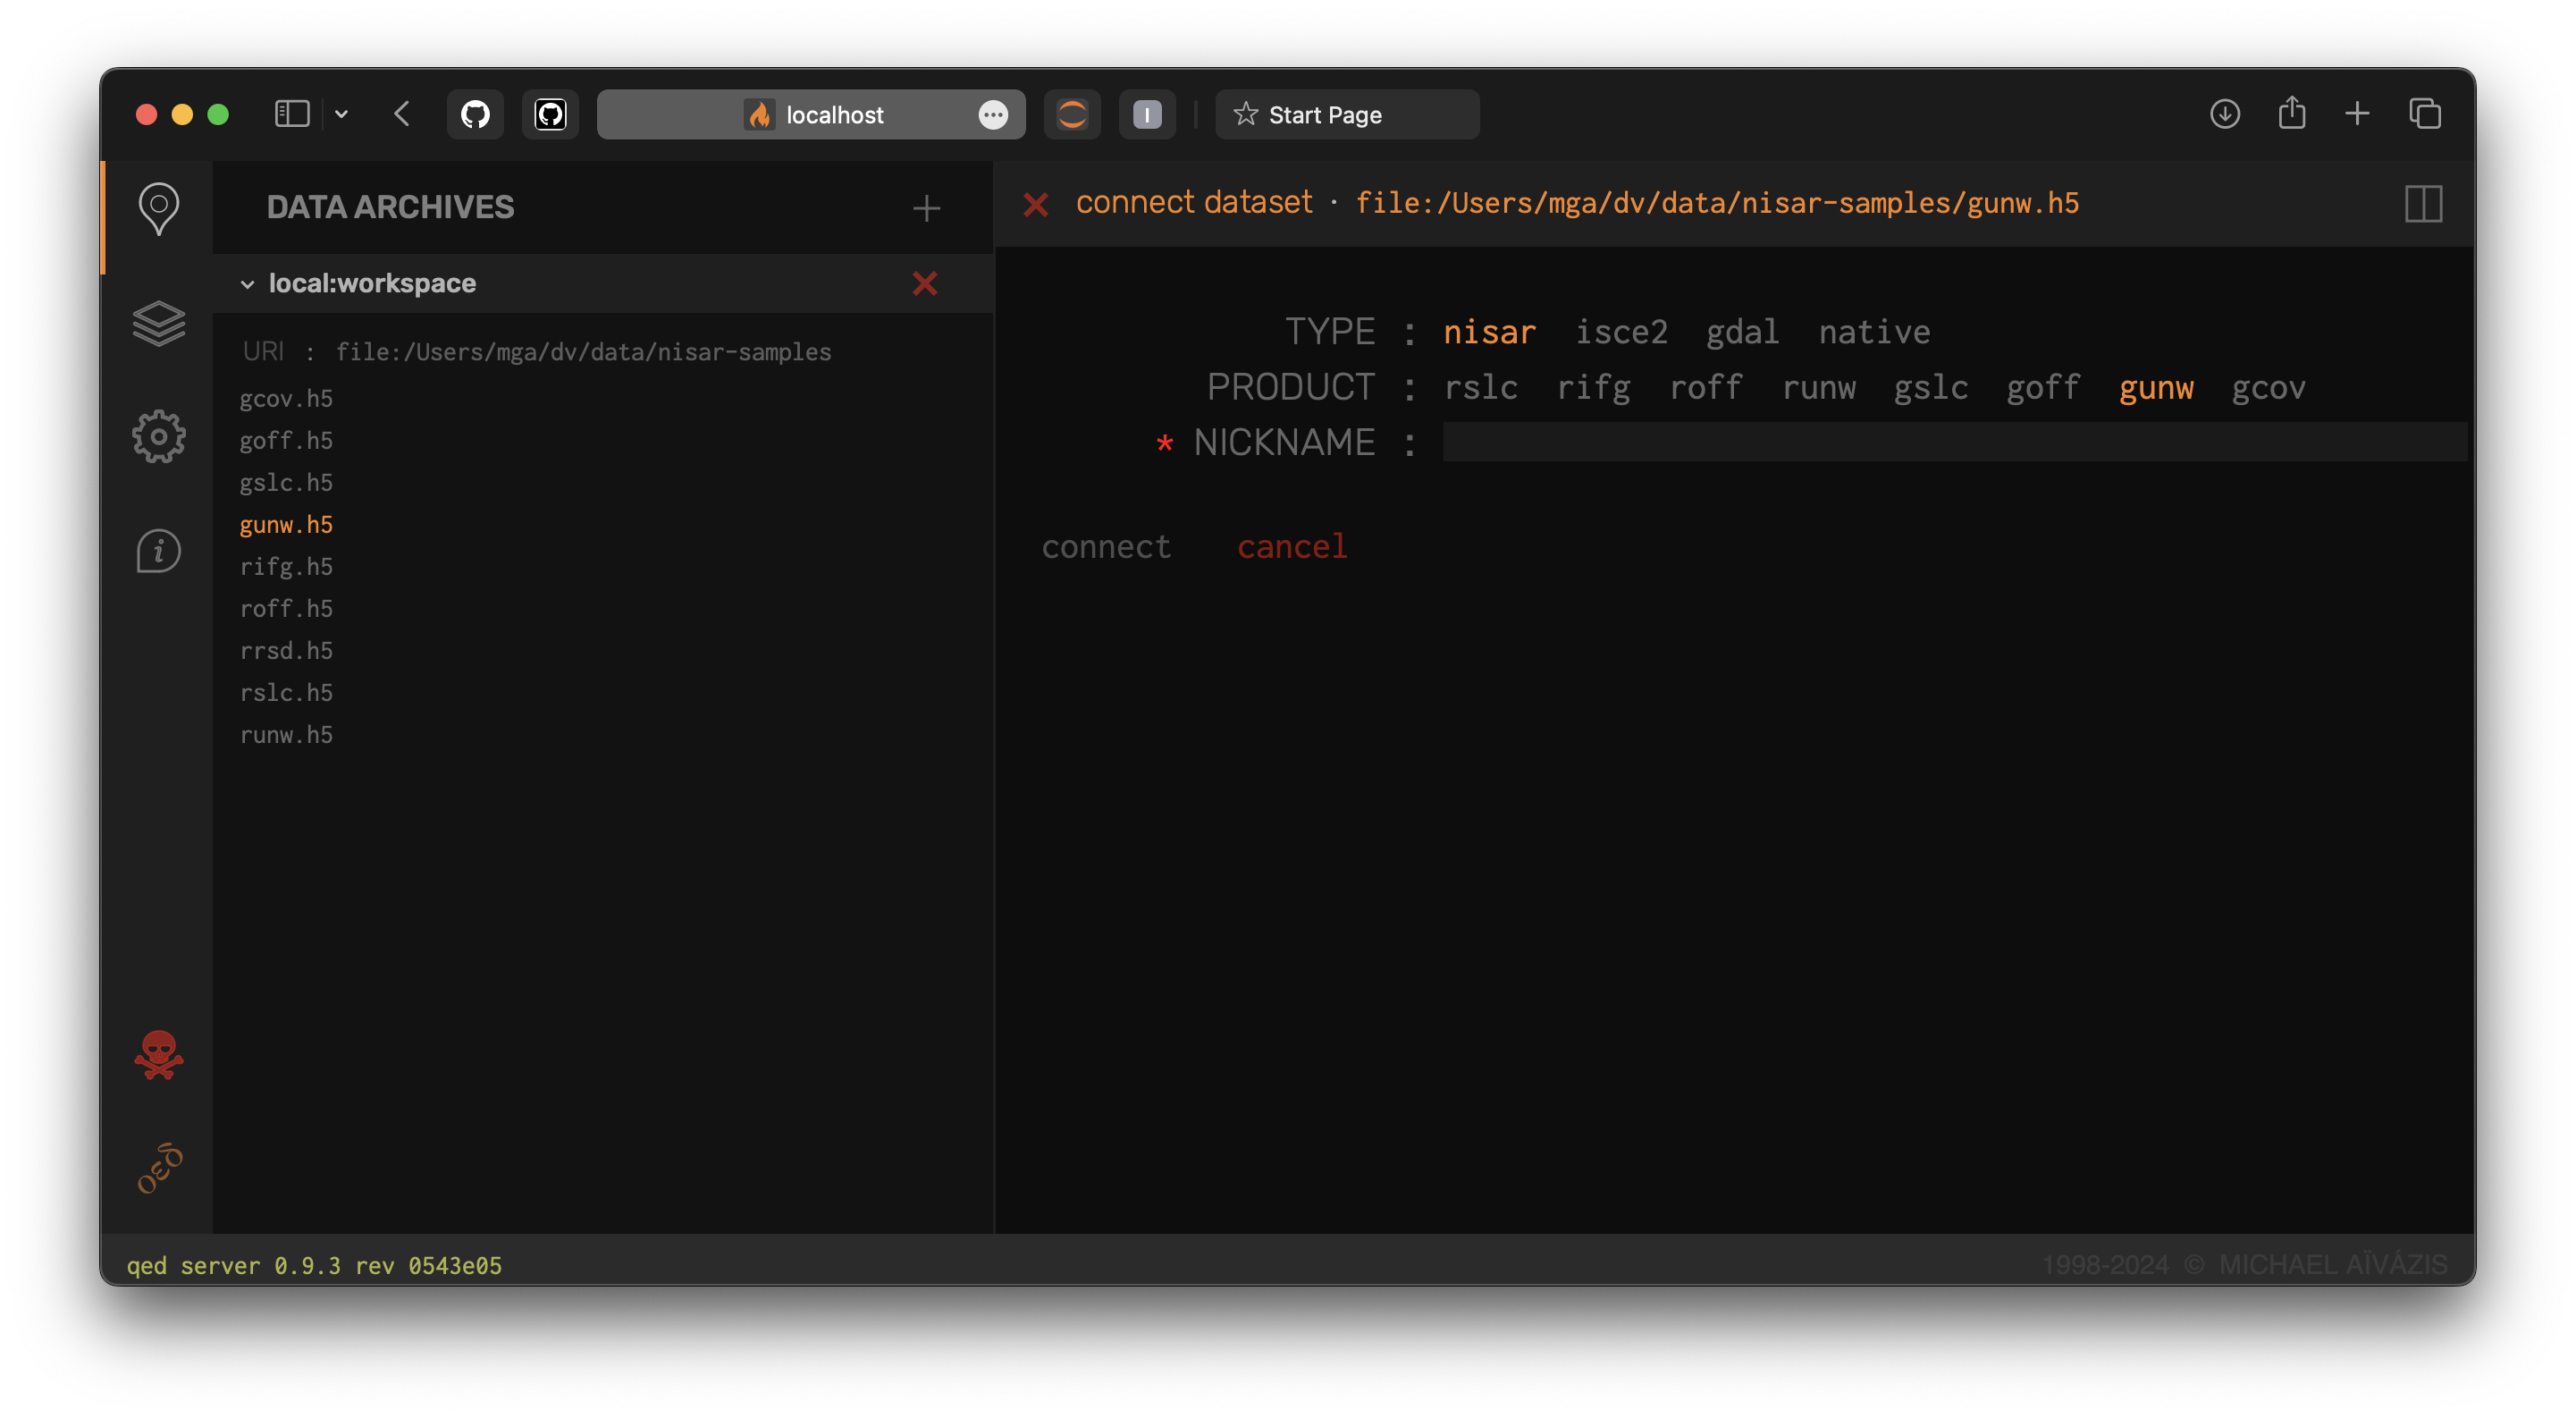 localhost
Start Page
DATA ARCHIVES
local:workspace
URI : file:/Users/mga/dv/data/nisar-samples
gcov.h5
goff.h5
gslc.h5
gunw.h5
rifg.h5
roff.h5
rrsd.h5
rslc.h5
runw.h5
connect dataset · file:/Users/mga/dv/data/nisar-samples/gunw.h5
TYPE : nisar isce2 gdal native
PRODUCT : rslc rifg roff runw gslc goff gunw gcov
* NICKNAME :
connect cancel
οεδ
qed server 0.9.3 rev 0543e05
1998-2024 © MICHAEL AÏVÁZIS